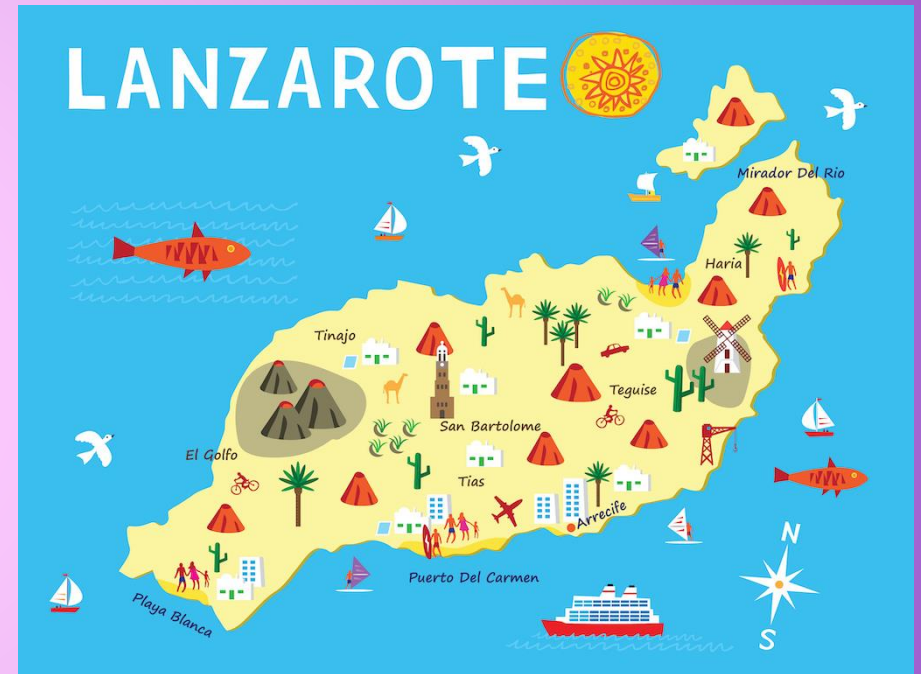 LANZAROTE
Mirador Del Rio
Haria
Tinajo
Teguise
San Bartolome
El Golfo
Tias
Arrecife
Puerto Del Carmen
Playa Blanca
N
S